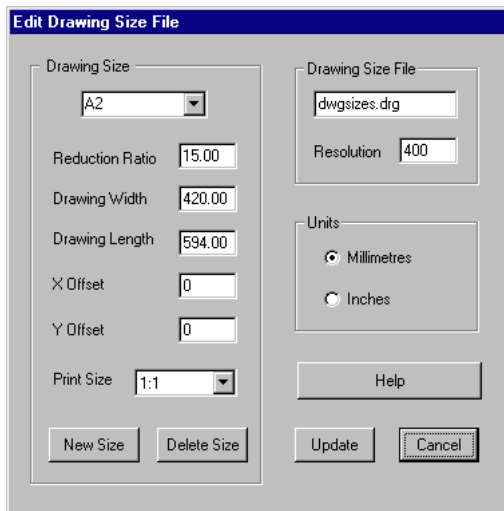 Edit Drawing Size File
Drawing Size
A2
Reduction Ratio 15.00
Drawing Width 420.00
Drawing Length 594.00
X Offset 0
Y Offset 0
Print Size 1:1
New Size Delete Size
Drawing Size File
dwgsizes.drg
Resolution 400
Units
Millimetres
Inches
Help
Update Cancel